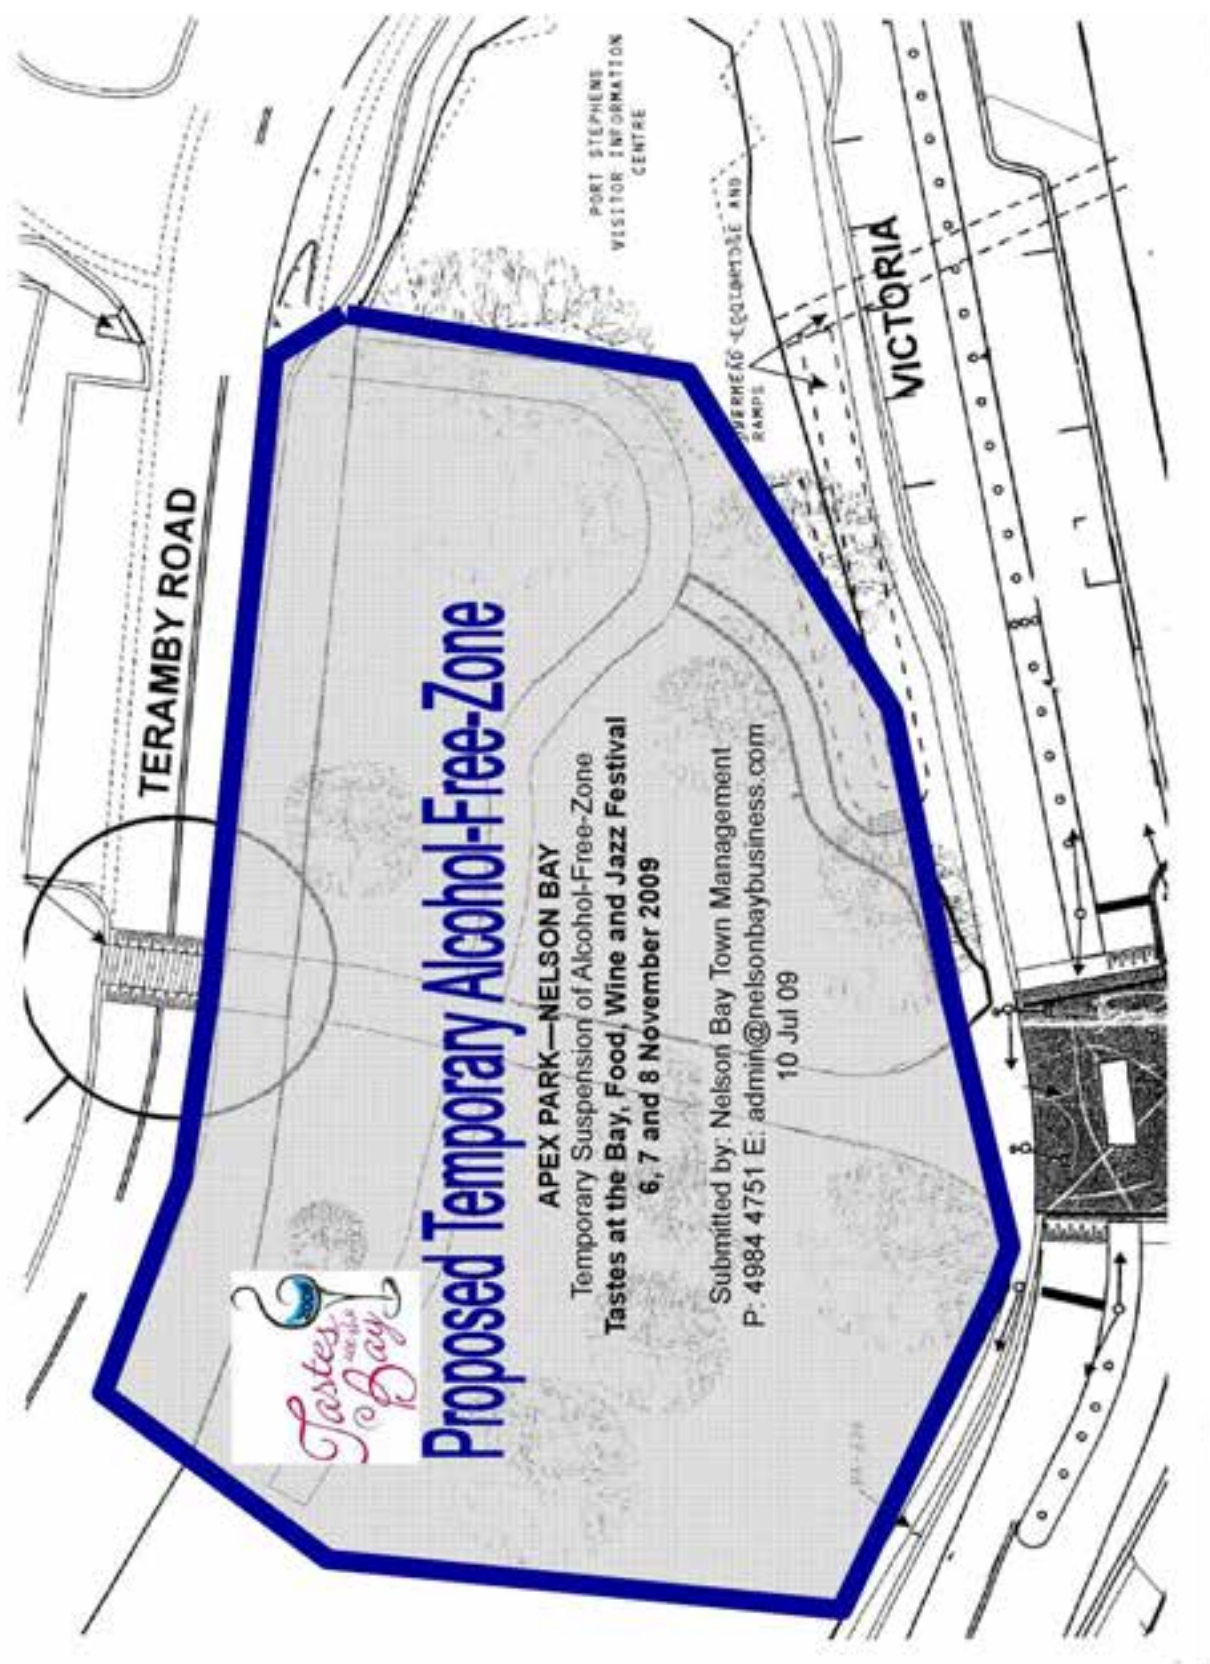 TERAMBY ROAD
PORT STEPHENS
VISITOR INFORMATION
CENTRE
AND
RAMPS
VICTORIA
Tastes
at the
Bay
Proposed Temporary Alcohol-Free-Zone
APEX PARK—NELSON BAY
Temporary Suspension of Alcohol-Free-Zone
Tastes at the Bay, Food, Wine and Jazz Festival
6, 7 and 8 November 2009
Submitted by: Nelson Bay Town Management
P: 4984 4751 E: admin@nelsonbaybusiness.com
10 Jul 09